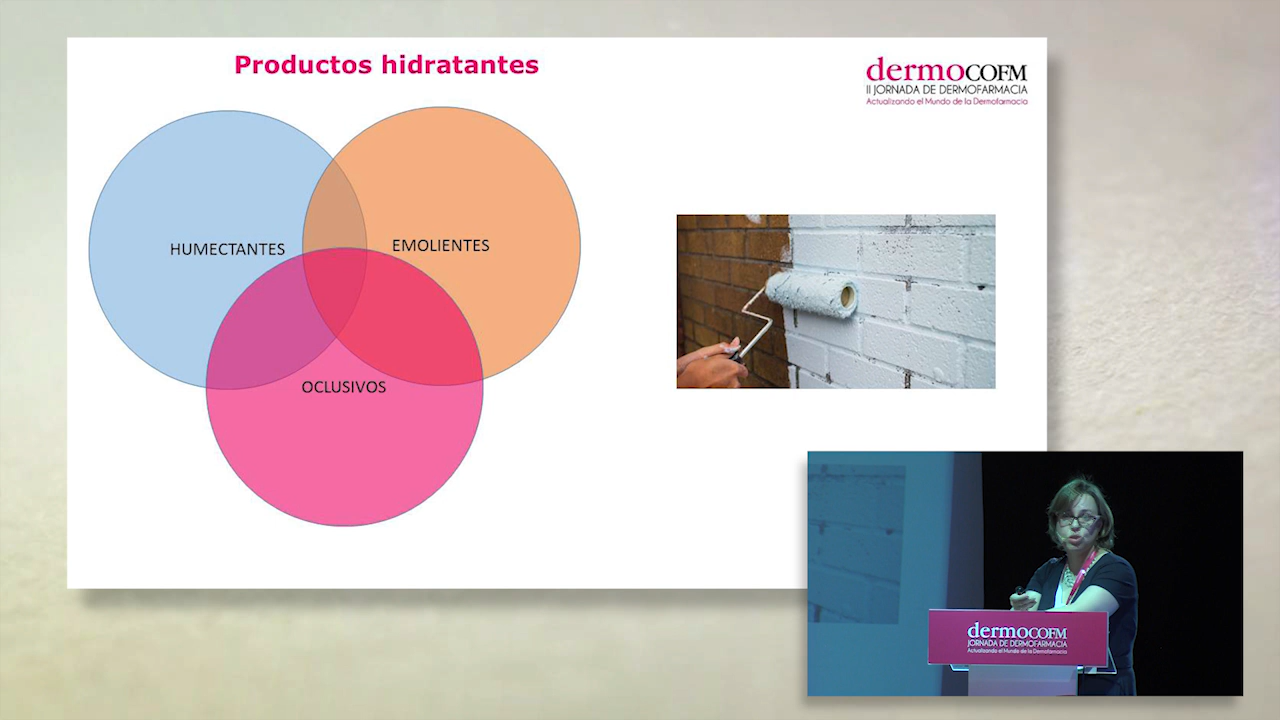 Productos hidratantes
dermoCOFM
II JORNADA DE DERMOFARMACIA
Actualizando el Mundo de la Dermofarmacia
HUMECTANTES
EMOLIENTES
OCLUSIVOS
dermoCOFM
JORNADA DE DERMOFARMACIA
Actualizando el Mundo de la Dermofarmacia